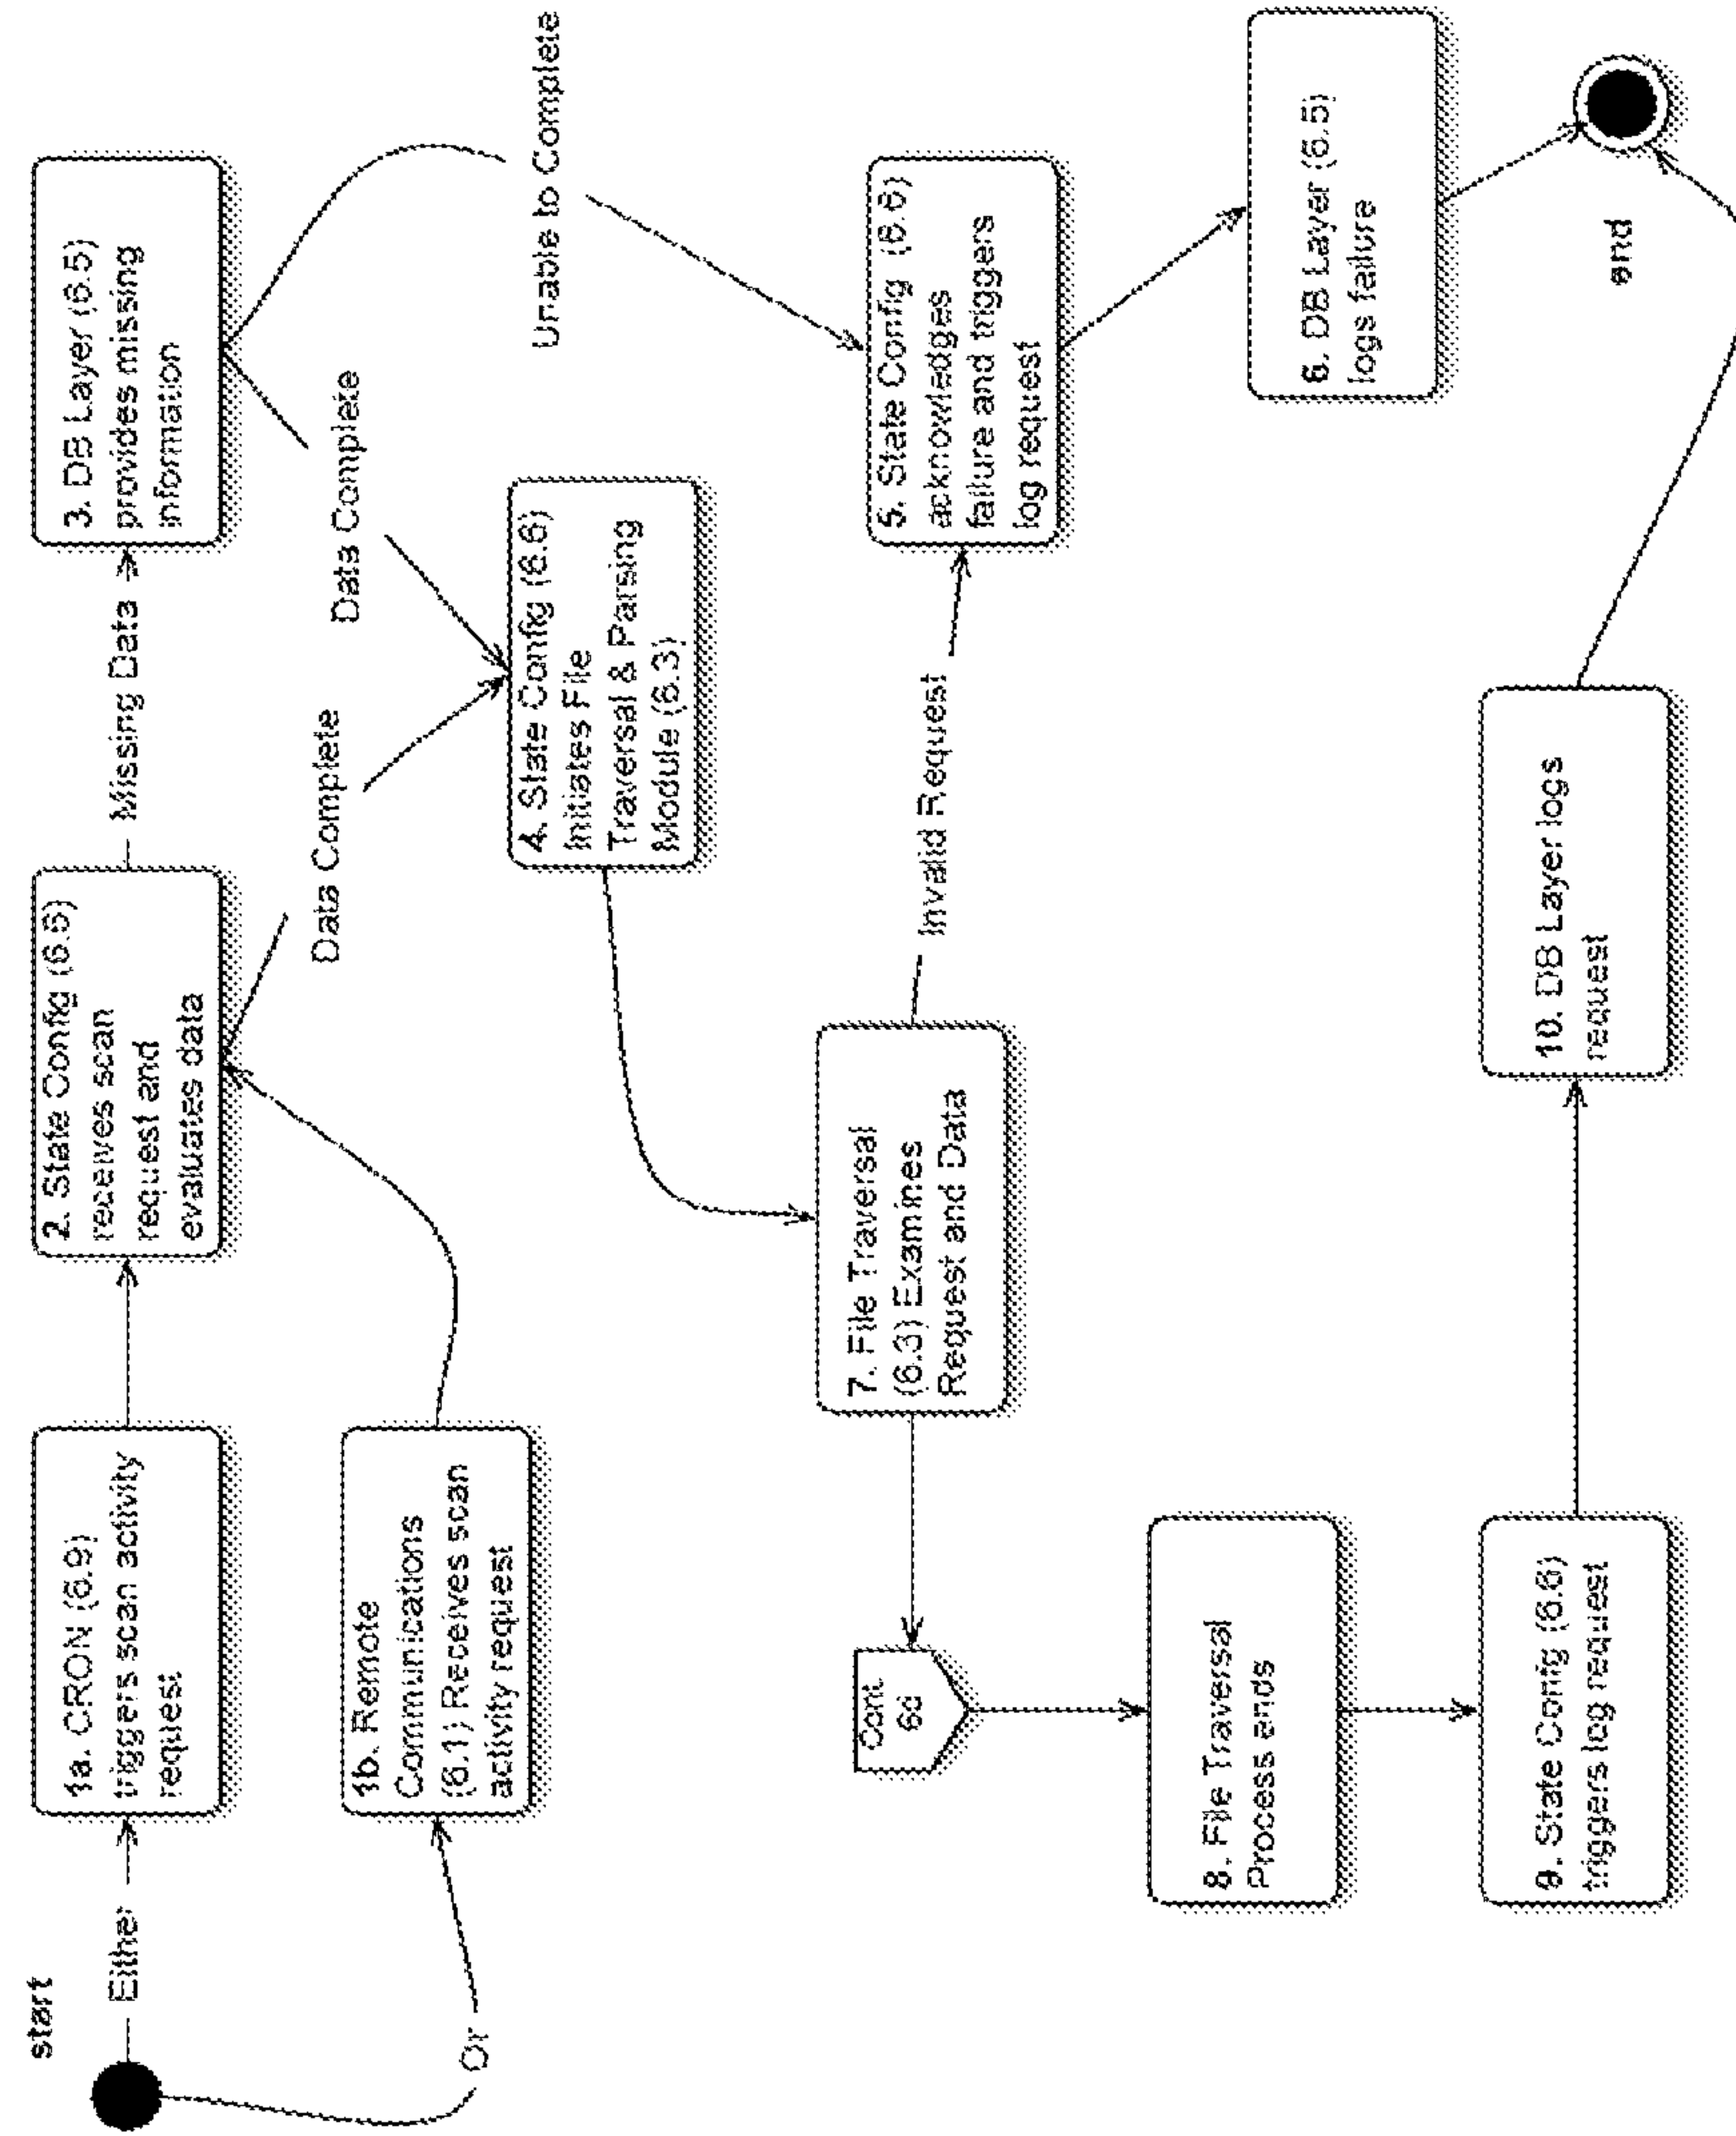 start
Either
1a. CRON (6.9)
triggers scan activity
request
Or
1b. Remote
Communications
(6.1) Receives scan
activity request
2. State Config (6.5)
receives scan
request and
evaluates data
Missing Data
3. DB Layer (6.5)
provides missing
information
Data Complete
Data Complete
Unable to Complete
4. State Config (6.6)
Initiates File
Traversal & Parsing
Module (6.3)
5. State Config (6.6)
acknowledges
failure and triggers
log request
Invalid Request
7. File Traversal
(6.3) Examines
Request and Data
6. DB Layer (6.5)
logs failure
Cont.
6d
8. File Traversal
Process ends
9. State Config (6.6)
triggers log request
10. DB Layer logs
request
end